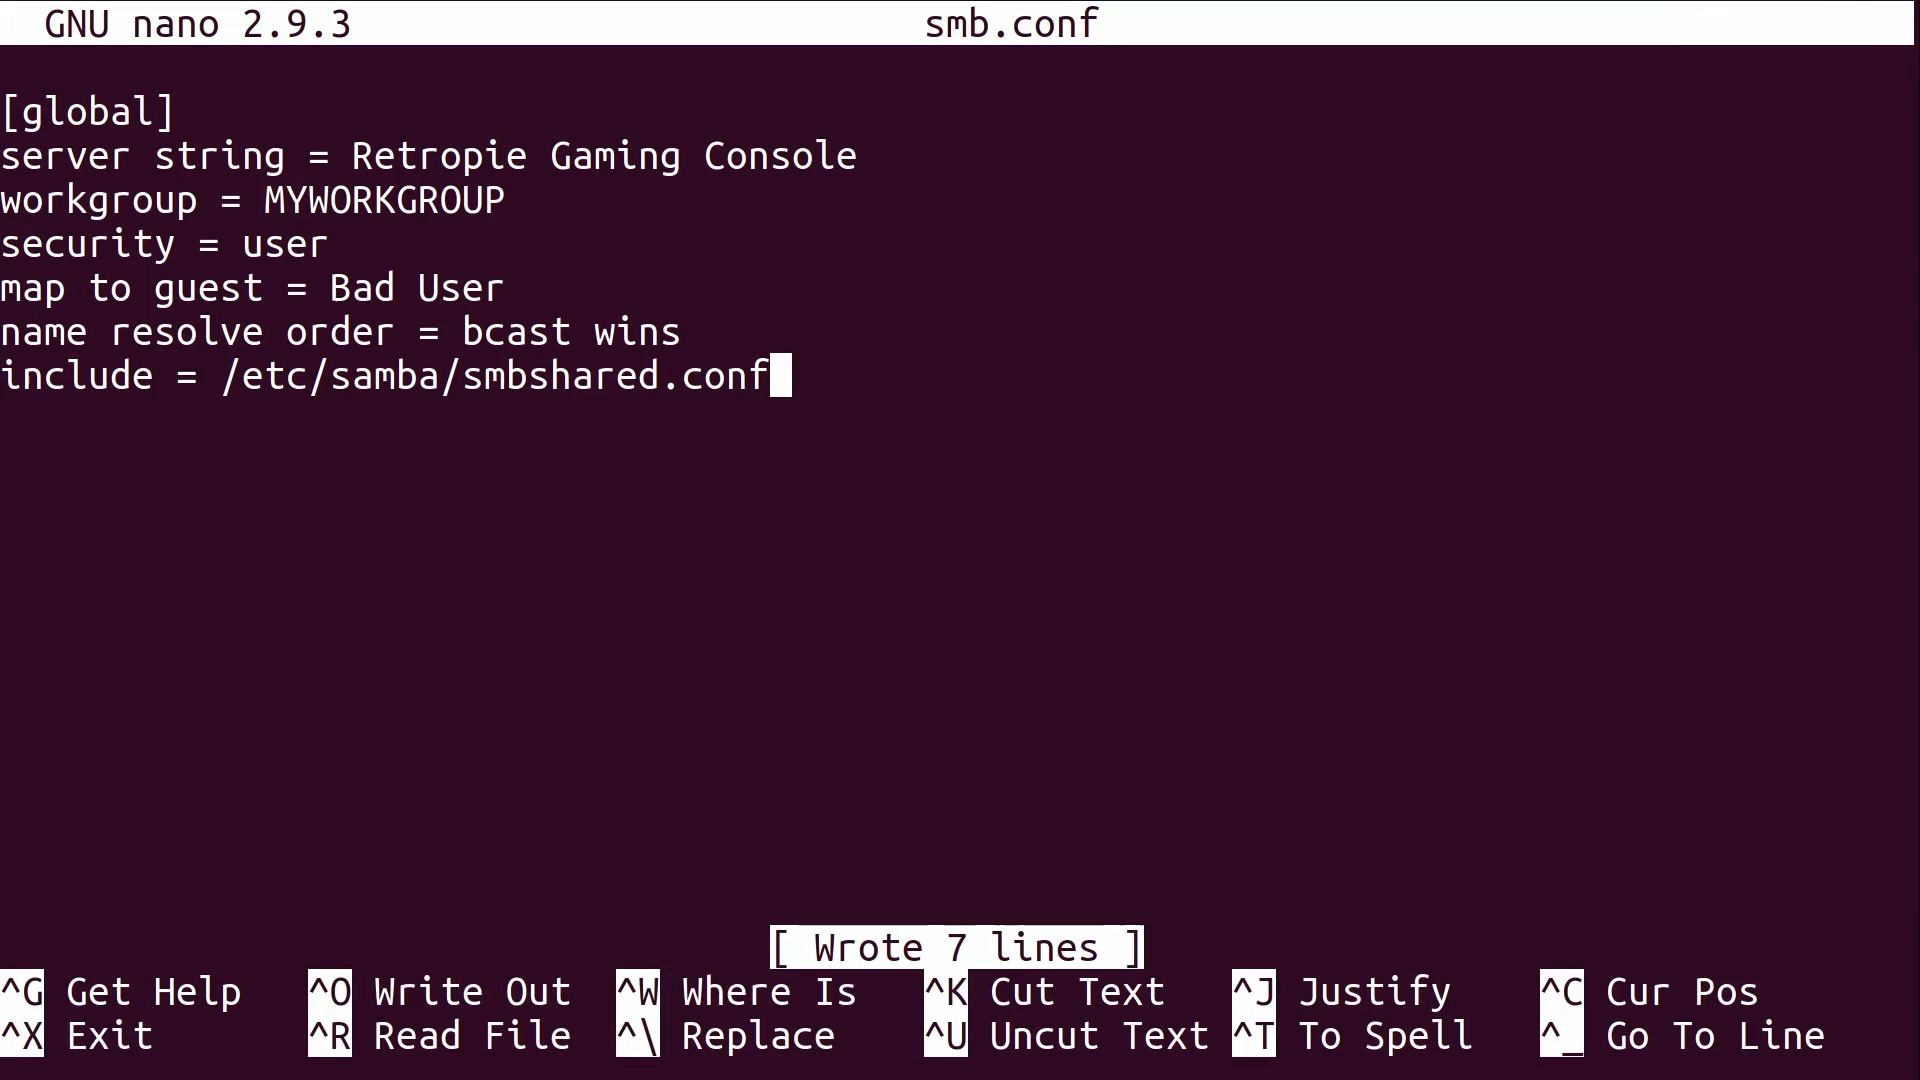 GNU nano 2.9.3 smb.conf
[global]
server string = Retropie Gaming Console
workgroup = MYWORKGROUP
security = user
map to guest = Bad User
name resolve order = bcast wins
include = /etc/samba/smbshared.conf
[ Wrote 7 lines ]
^G Get Help ^O Write Out ^W Where Is ^K Cut Text ^J Justify ^C Cur Pos
^X Exit ^R Read File ^\ Replace ^U Uncut Text ^T To Spell ^_ Go To Line